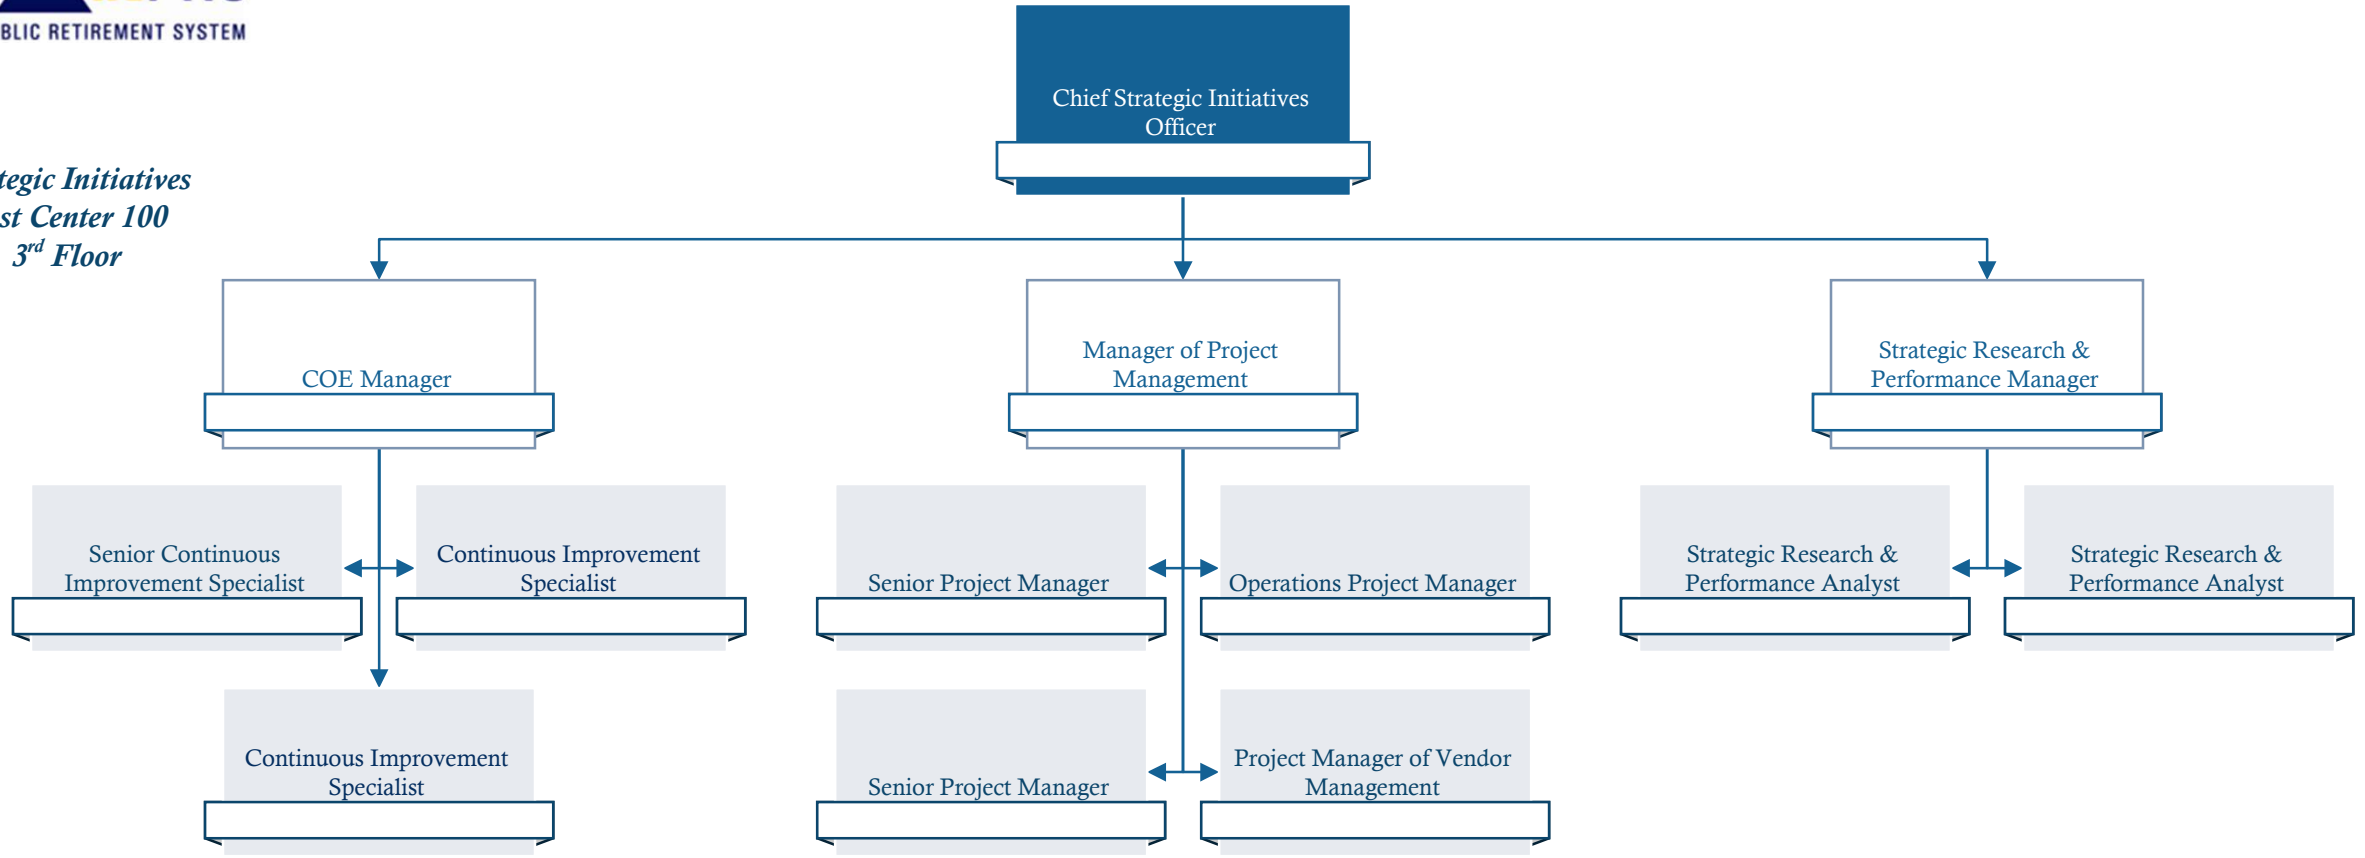 BLIC RETIREMENT SYSTEM
tegic Initiatives
st Center 100
3rd Floor
Chief Strategic Initiatives
Officer
COE Manager
Manager of Project
Management
Strategic Research &
Performance Manager
Senior Continuous
Improvement Specialist
Continuous Improvement
Specialist
Senior Project Manager
Operations Project Manager
Strategic Research &
Performance Analyst
Strategic Research &
Performance Analyst
Continuous Improvement
Specialist
Senior Project Manager
Project Manager of Vendor
Management